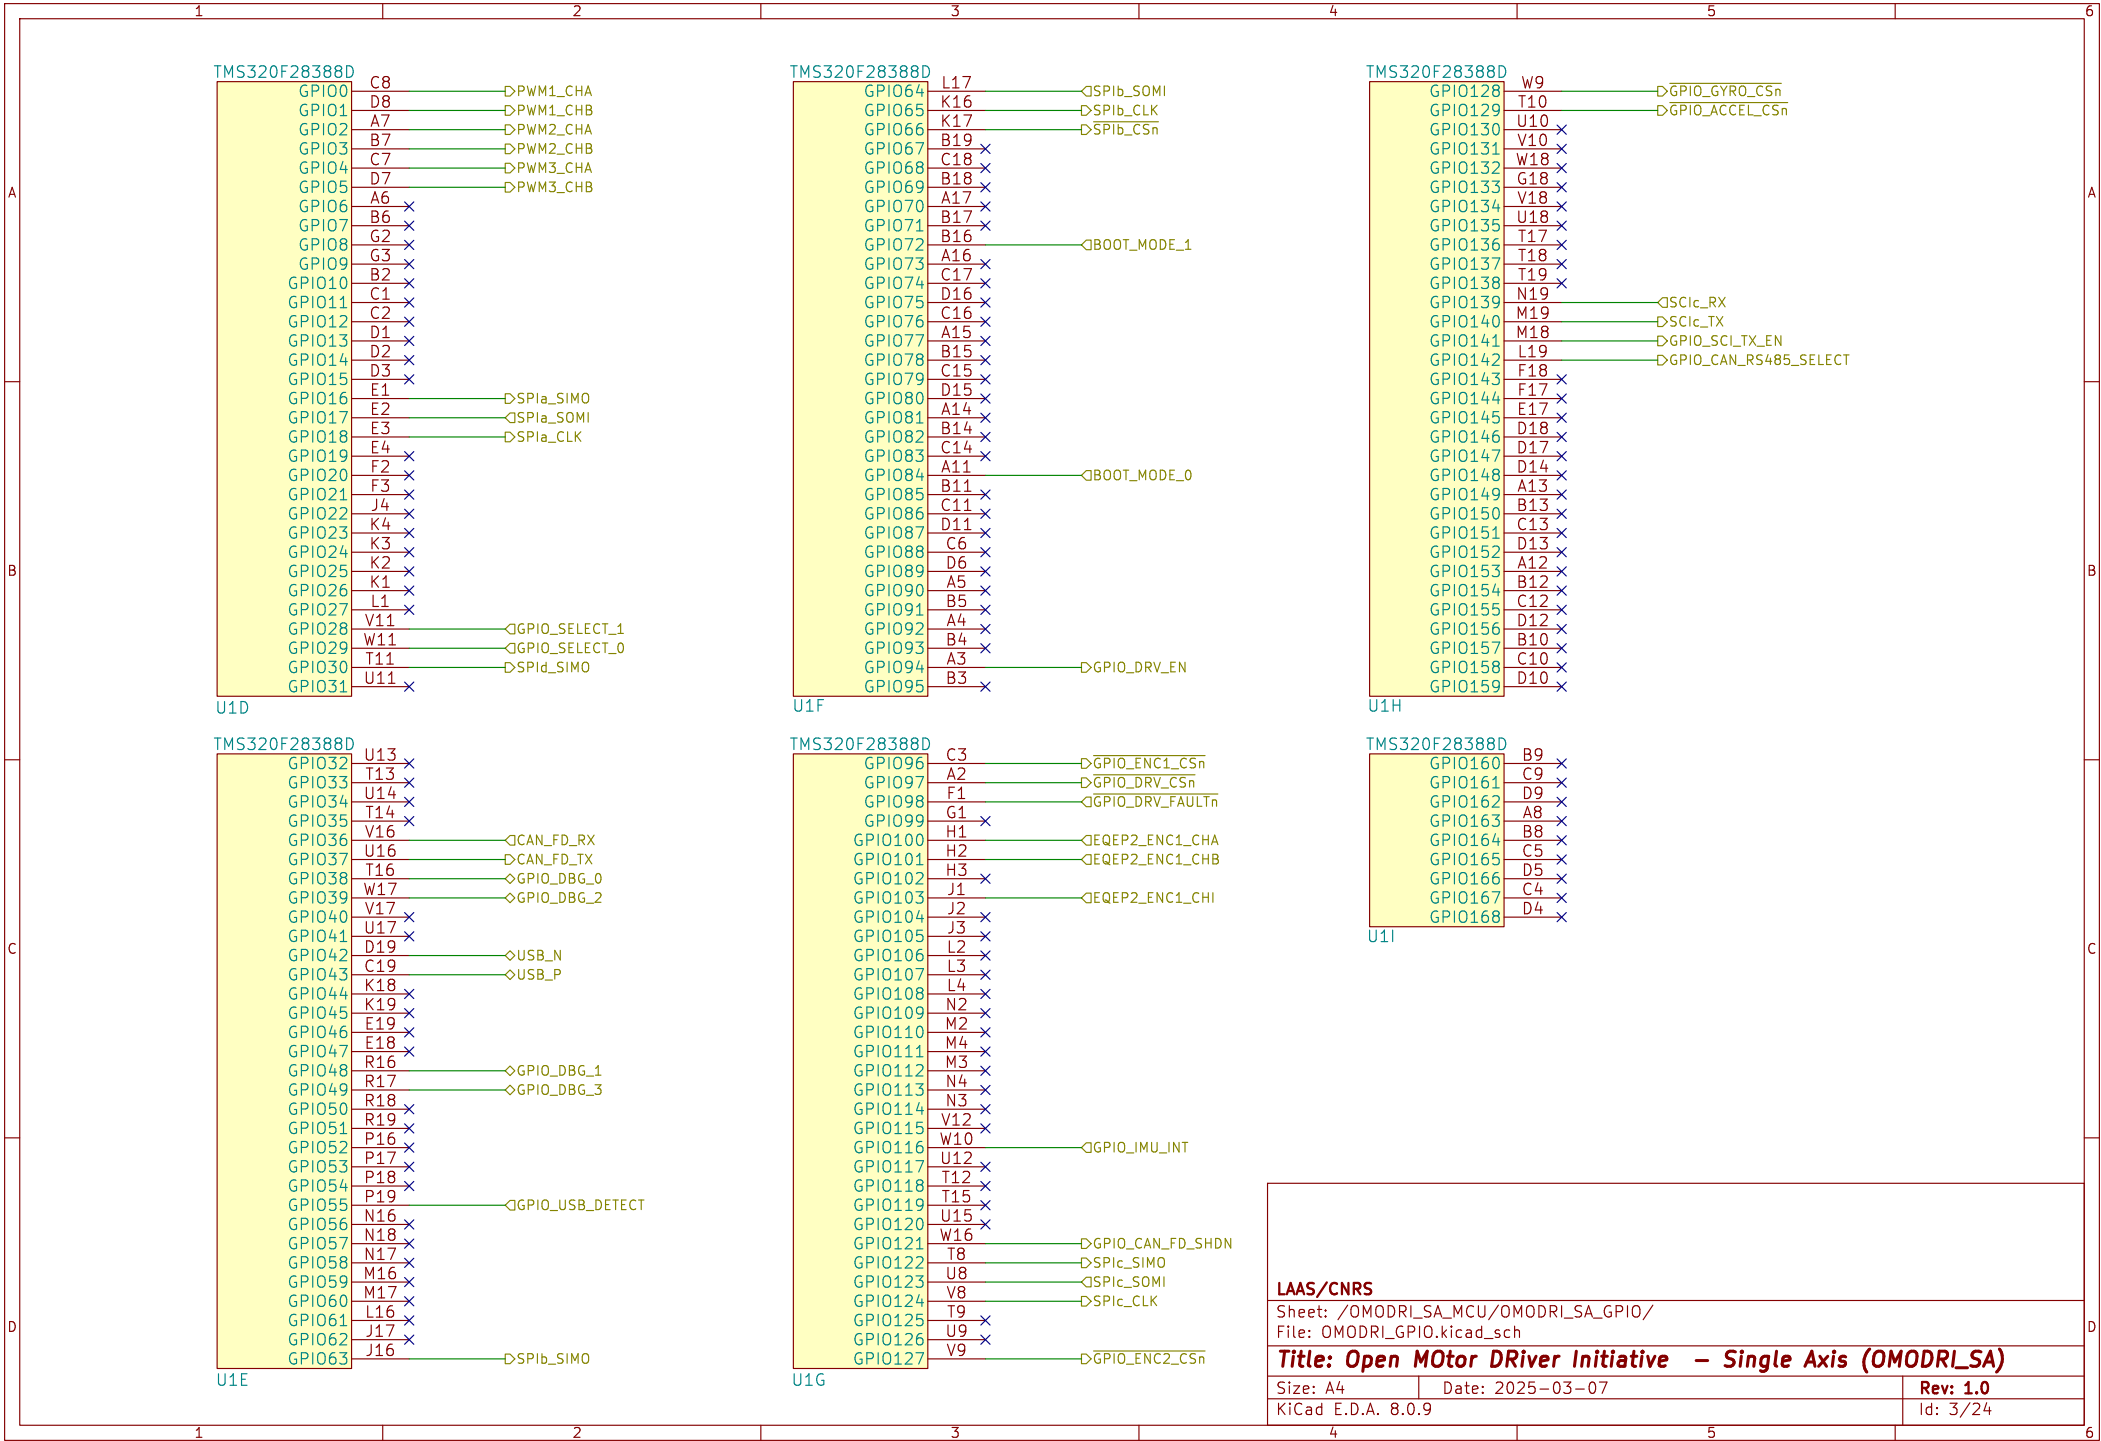 1 2 3 4 5 6
TMS320F28388D
GPIO0 C8 PWM1_CHA
GPIO1 D8 PWM1_CHB
GPIO2 A7 PWM2_CHA
GPIO3 B7 PWM2_CHB
GPIO4 C7 PWM3_CHA
GPIO5 D7 PWM3_CHB
GPIO6 A6
GPIO7 B6
GPIO8 G2
GPIO9 G3
GPIO10 B2
GPIO11 C1
GPIO12 C2
GPIO13 D1
GPIO14 D2
GPIO15 D3
GPIO16 E1 SPIa_SIMO
GPIO17 E2 SPIa_SOMI
GPIO18 E3 SPIa_CLK
GPIO19 E4
GPIO20 F2
GPIO21 F3
GPIO22 J4
GPIO23 K4
GPIO24 K3
GPIO25 K2
GPIO26 K1
GPIO27 L1
GPIO28 V11 GPIO_SELECT_1
GPIO29 W11 GPIO_SELECT_0
GPIO30 T11 SPId_SIMO
GPIO31 U11
U1D
TMS320F28388D
GPIO64 L17 SPIb_SOMI
GPIO65 K16 SPIb_CLK
GPIO66 K17 SPIb_CSn
GPIO67 B19
GPIO68 C18
GPIO69 B18
GPIO70 A17
GPIO71 B17
GPIO72 B16 BOOT_MODE_1
GPIO73 A16
GPIO74 C17
GPIO75 D16
GPIO76 C16
GPIO77 A15
GPIO78 B15
GPIO79 C15
GPIO80 D15
GPIO81 A14
GPIO82 B14
GPIO83 C14
GPIO84 A11 BOOT_MODE_0
GPIO85 B11
GPIO86 C11
GPIO87 D11
GPIO88 C6
GPIO89 D6
GPIO90 A5
GPIO91 B5
GPIO92 A4
GPIO93 B4
GPIO94 A3 GPIO_DRV_EN
GPIO95 B3
U1F
TMS320F28388D
GPIO128 W9 GPIO_GYRO_CSn
GPIO129 T10 GPIO_ACCEL_CSn
GPIO130 U10
GPIO131 V10
GPIO132 W18
GPIO133 G18
GPIO134 V18
GPIO135 U18
GPIO136 T17
GPIO137 T18
GPIO138 T19
GPIO139 N19 SCIc_RX
GPIO140 M19 SCIc_TX
GPIO141 M18 GPIO_SCI_TX_EN
GPIO142 L19 GPIO_CAN_RS485_SELECT
GPIO143 F18
GPIO144 F17
GPIO145 E17
GPIO146 D18
GPIO147 D17
GPIO148 D14
GPIO149 A13
GPIO150 B13
GPIO151 C13
GPIO152 D13
GPIO153 A12
GPIO154 B12
GPIO155 C12
GPIO156 D12
GPIO157 B10
GPIO158 C10
GPIO159 D10
U1H
TMS320F28388D
GPIO32 U13
GPIO33 T13
GPIO34 U14
GPIO35 T14
GPIO36 V16 CAN_FD_RX
GPIO37 U16 CAN_FD_TX
GPIO38 T16 GPIO_DBG_0
GPIO39 W17 GPIO_DBG_2
GPIO40 V17
GPIO41 U17
GPIO42 D19 USB_N
GPIO43 C19 USB_P
GPIO44 K18
GPIO45 K19
GPIO46 E19
GPIO47 E18
GPIO48 R16 GPIO_DBG_1
GPIO49 R17 GPIO_DBG_3
GPIO50 R18
GPIO51 R19
GPIO52 P16
GPIO53 P17
GPIO54 P18
GPIO55 P19 GPIO_USB_DETECT
GPIO56 N16
GPIO57 N18
GPIO58 N17
GPIO59 M16
GPIO60 M17
GPIO61 L16
GPIO62 J17
GPIO63 J16 SPIb_SIMO
U1E
TMS320F28388D
GPIO96 C3 GPIO_ENC1_CSn
GPIO97 A2 GPIO_DRV_CSn
GPIO98 F1 GPIO_DRV_FAULTn
GPIO99 G1
GPIO100 H1 EQEP2_ENC1_CHA
GPIO101 H2 EQEP2_ENC1_CHB
GPIO102 H3
GPIO103 J1 EQEP2_ENC1_CHI
GPIO104 J2
GPIO105 J3
GPIO106 L2
GPIO107 L3
GPIO108 L4
GPIO109 N2
GPIO110 M2
GPIO111 M4
GPIO112 M3
GPIO113 N4
GPIO114 N3
GPIO115 V12
GPIO116 W10 GPIO_IMU_INT
GPIO117 U12
GPIO118 T12
GPIO119 T15
GPIO120 U15
GPIO121 W16 GPIO_CAN_FD_SHDN
GPIO122 T8 SPIc_SIMO
GPIO123 U8 SPIc_SOMI
GPIO124 V8 SPIc_CLK
GPIO125 T9
GPIO126 U9
GPIO127 V9 GPIO_ENC2_CSn
U1G
TMS320F28388D
GPIO160 B9
GPIO161 C9
GPIO162 D9
GPIO163 A8
GPIO164 B8
GPIO165 C5
GPIO166 D5
GPIO167 C4
GPIO168 D4
U1I
A A
B B
C C
D D
LAAS/CNRS
Sheet: /OMODRI_SA_MCU/OMODRI_SA_GPIO/
File: OMODRI_GPIO.kicad_sch
Title: Open MOtor DRiver Initiative – Single Axis (OMODRI_SA)
Size: A4 Date: 2025-03-07 Rev: 1.0
KiCad E.D.A. 8.0.9 Id: 3/24
1 2 3 4 5 6